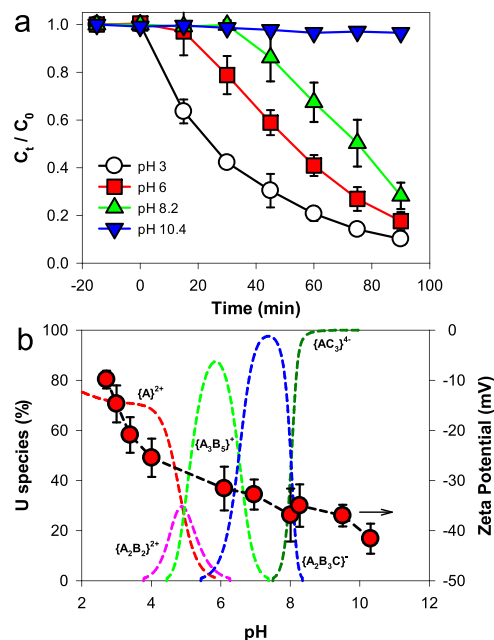 a
1.0
0.8
0.6
0.4
0.2
0.0
C_t / C_0
pH 3
pH 6
pH 8.2
pH 10.4
-20 0 20 40 60 80 100
Time (min)
b
100
80
60
40
20
0
U species (%)
{A}²⁺
{A₂B₂}²⁺
{A₃B₅}⁺
{AC₃}⁴⁻
{A₂B₃C}⁻
0
-10
-20
-30
-40
-50
Zeta Potential (mV)
2 4 6 8 10 12
pH